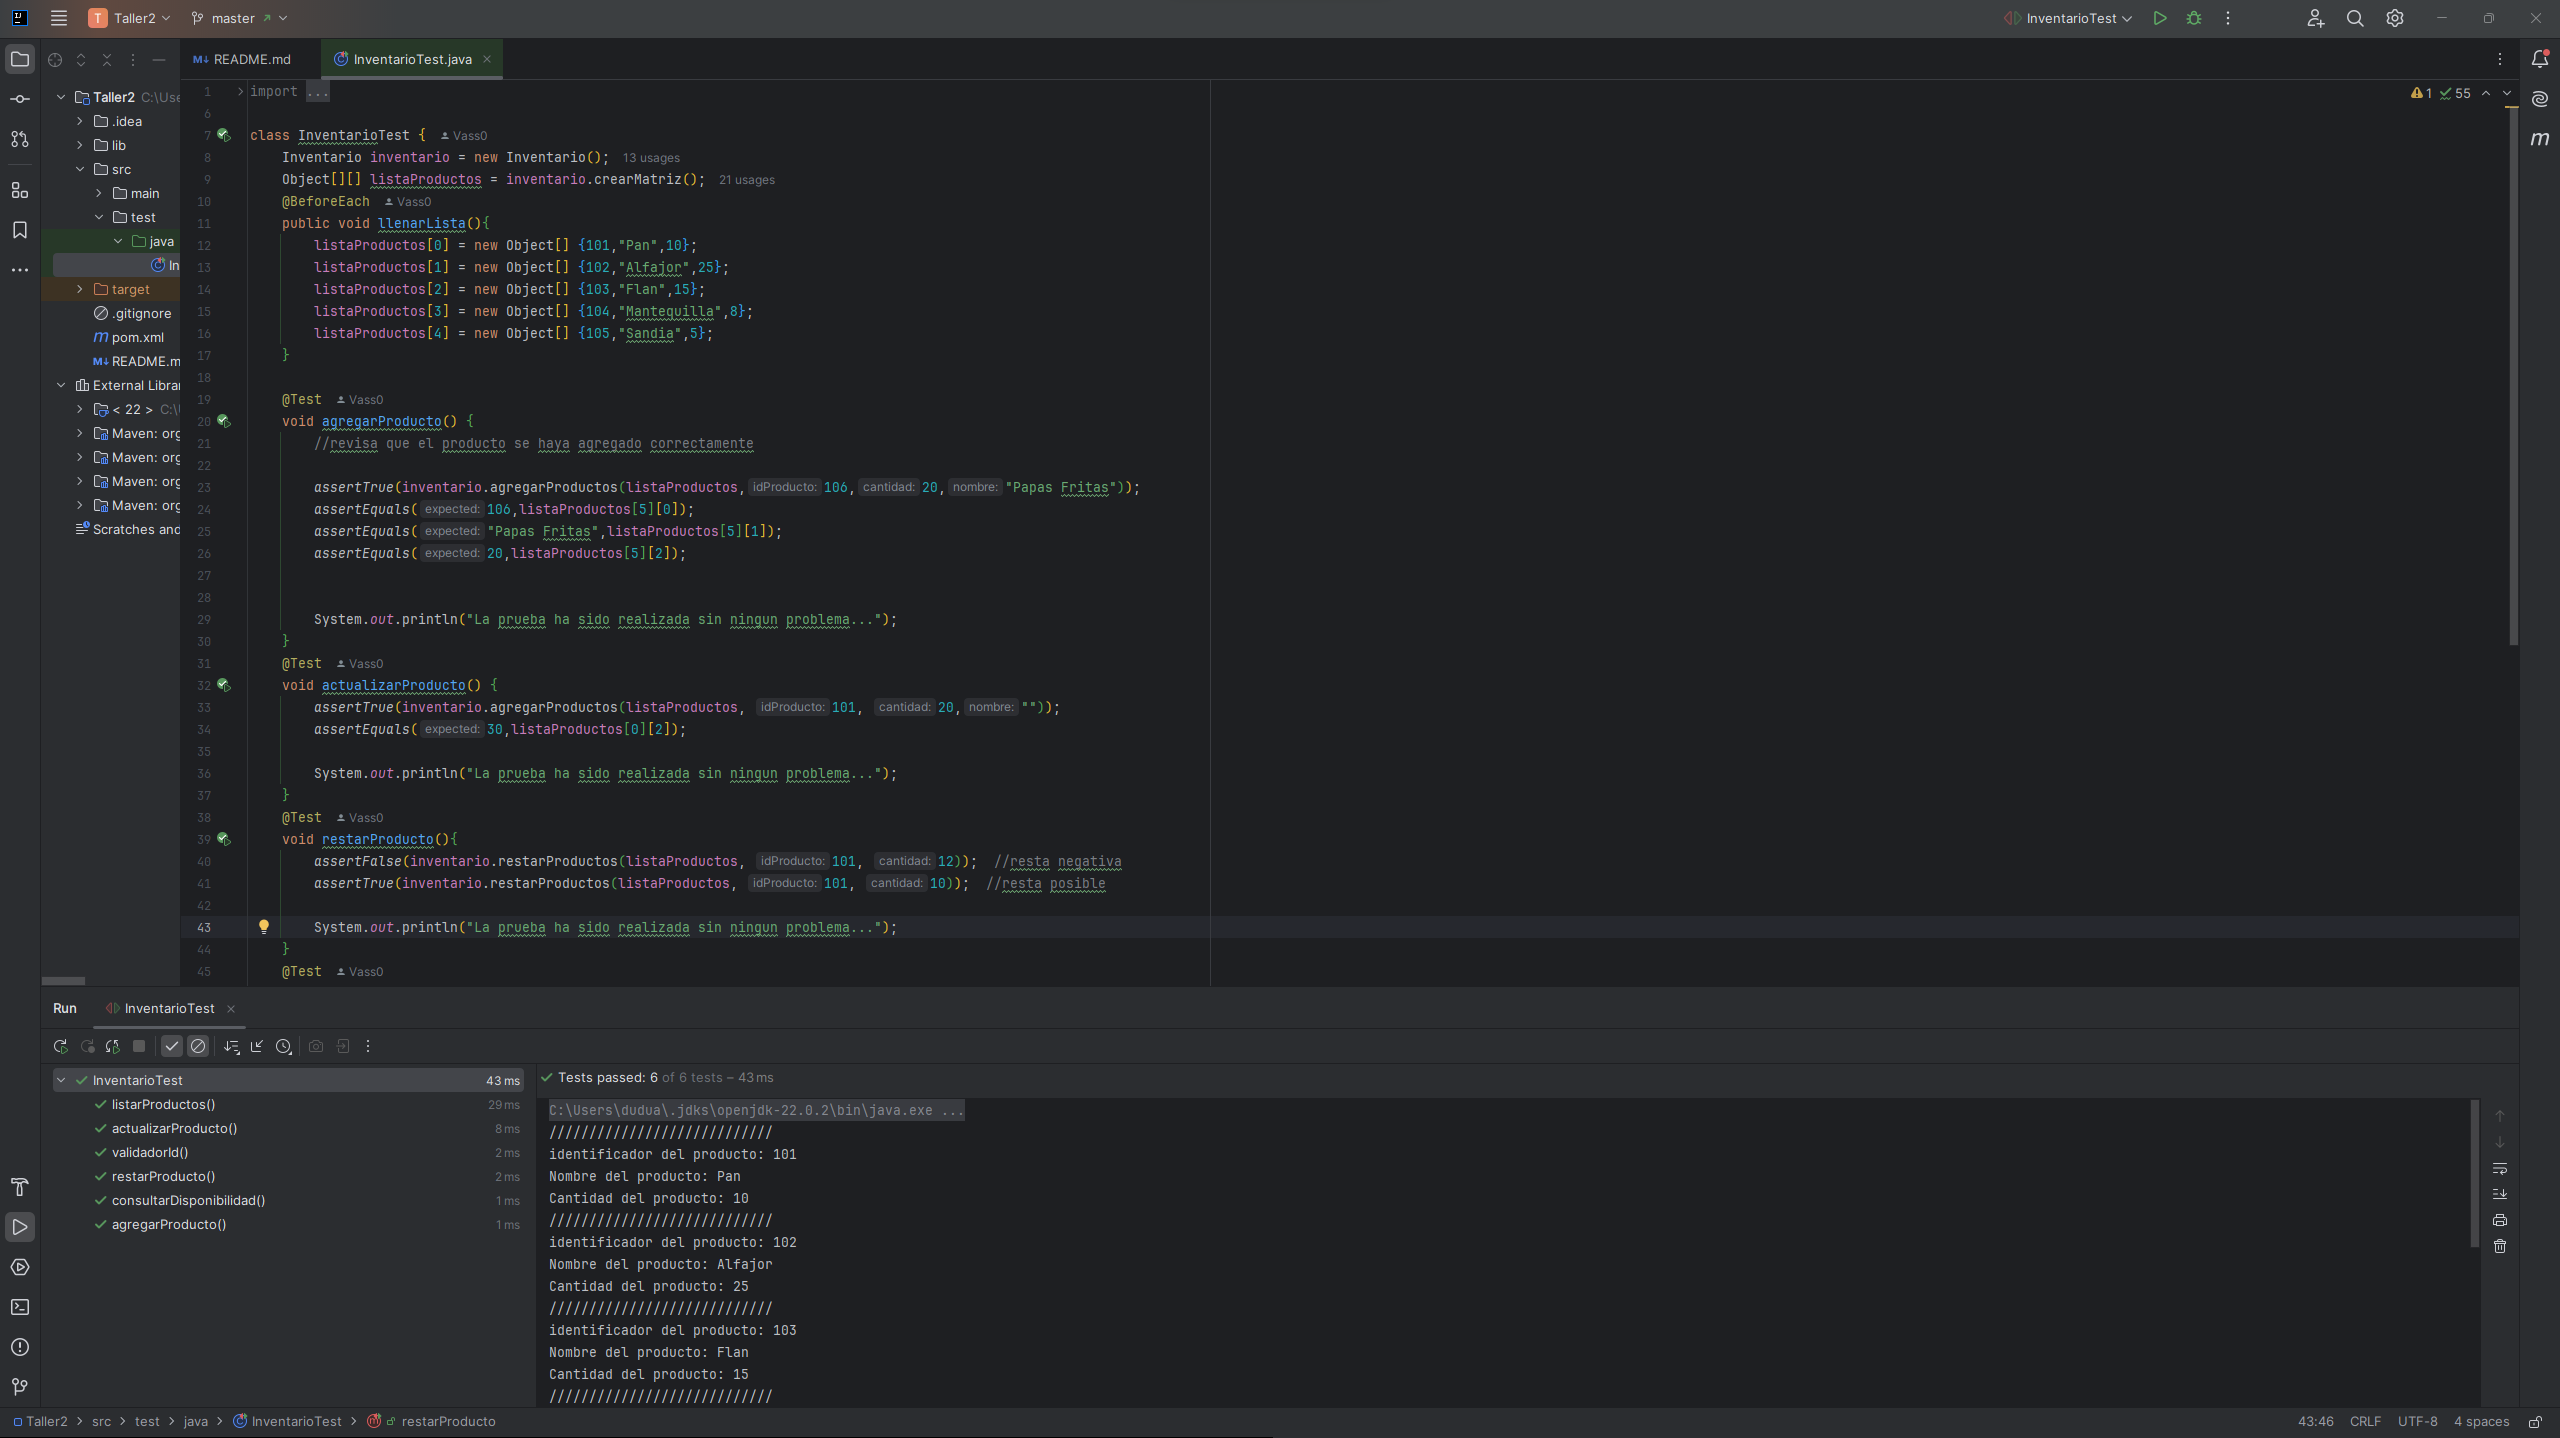 Taller2
master
InventarioTest
README.md
InventarioTest.java
Taller2 C:\Use
.idea
lib
src
main
test
java
In
target
.gitignore
pom.xml
README.m
External Librar
< 22 > C:\U
Maven: org
Maven: org
Maven: org
Maven: org
Scratches and
1 55
1 import ...
6
7 class InventarioTest { Vass0
8 Inventario inventario = new Inventario(); 13 usages
9 Object[][] listaProductos = inventario.crearMatriz(); 21 usages
10 @BeforeEach Vass0
11 public void llenarLista(){
12 listaProductos[0] = new Object[] {101,"Pan",10};
13 listaProductos[1] = new Object[] {102,"Alfajor",25};
14 listaProductos[2] = new Object[] {103,"Flan",15};
15 listaProductos[3] = new Object[] {104,"Mantequilla",8};
16 listaProductos[4] = new Object[] {105,"Sandia",5};
17 }
18
19 @Test Vass0
20 void agregarProducto() {
21 //revisa que el producto se haya agregado correctamente
22
23 assertTrue(inventario.agregarProductos(listaProductos, idProducto: 106, cantidad: 20, nombre: "Papas Fritas"));
24 assertEquals( expected: 106,listaProductos[5][0]);
25 assertEquals( expected: "Papas Fritas",listaProductos[5][1]);
26 assertEquals( expected: 20,listaProductos[5][2]);
27
28
29 System.out.println("La prueba ha sido realizada sin ningun problema...");
30 }
31 @Test Vass0
32 void actualizarProducto() {
33 assertTrue(inventario.agregarProductos(listaProductos, idProducto: 101, cantidad: 20, nombre: ""));
34 assertEquals( expected: 30,listaProductos[0][2]);
35
36 System.out.println("La prueba ha sido realizada sin ningun problema...");
37 }
38 @Test Vass0
39 void restarProducto(){
40 assertFalse(inventario.restarProductos(listaProductos, idProducto: 101, cantidad: 12)); //resta negativa
41 assertTrue(inventario.restarProductos(listaProductos, idProducto: 101, cantidad: 10)); //resta posible
42
43 System.out.println("La prueba ha sido realizada sin ningun problema...");
44 }
45 @Test Vass0
Run InventarioTest
InventarioTest 43 ms
listarProductos() 29 ms
actualizarProducto() 8 ms
validadorId() 2 ms
restarProducto() 2 ms
consultarDisponibilidad() 1 ms
agregarProducto() 1 ms
Tests passed: 6 of 6 tests – 43 ms
C:\Users\dudua\.jdks\openjdk-22.0.2\bin\java.exe ...
////////////////////////////
identificador del producto: 101
Nombre del producto: Pan
Cantidad del producto: 10
////////////////////////////
identificador del producto: 102
Nombre del producto: Alfajor
Cantidad del producto: 25
////////////////////////////
identificador del producto: 103
Nombre del producto: Flan
Cantidad del producto: 15
////////////////////////////
Taller2 > src > test > java > InventarioTest > restarProducto
43:46 CRLF UTF-8 4 spaces